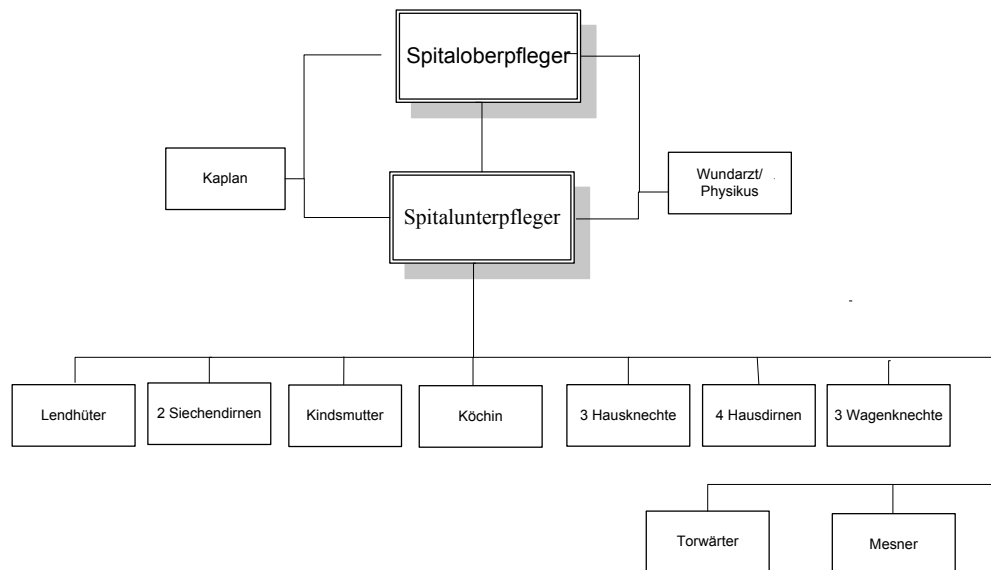 Spitaloberpfleger
Kaplan
Wundarzt/
Physikus
Spitalunterpfleger
Lendhüter
2 Siechendirnen
Kindsmutter
Köchin
3 Hausknechte
4 Hausdirnen
3 Wagenknechte
Torwärter
Mesner